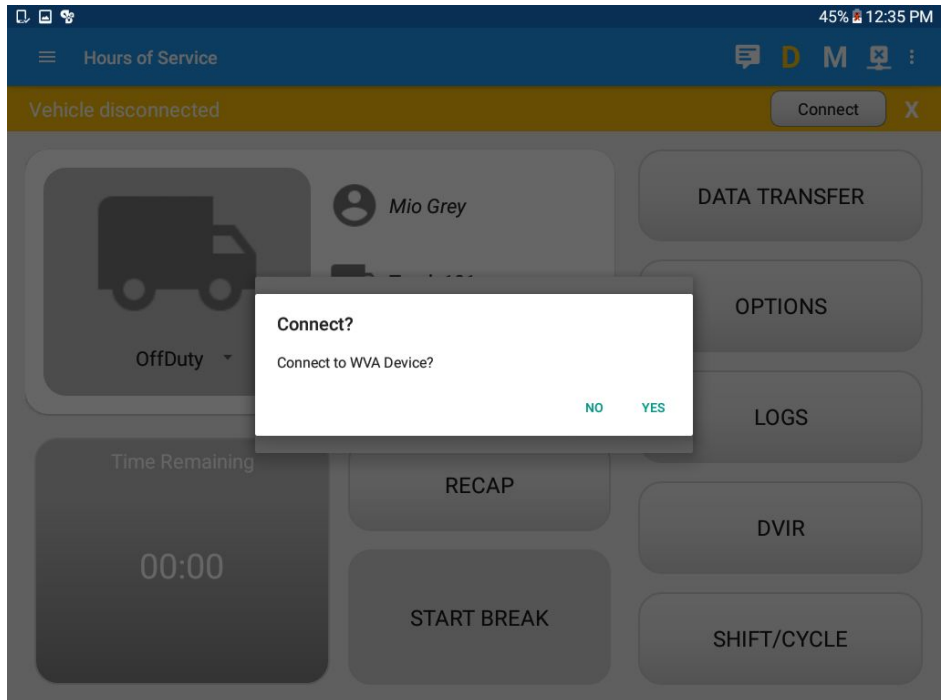 45% 12:35 PM
Hours of Service
D M
Vehicle disconnected
Connect X
Mio Grey
OffDuty
Connect?
Connect to WVA Device?
NO YES
Time Remaining
00:00
RECAP
START BREAK
DATA TRANSFER
OPTIONS
LOGS
DVIR
SHIFT/CYCLE